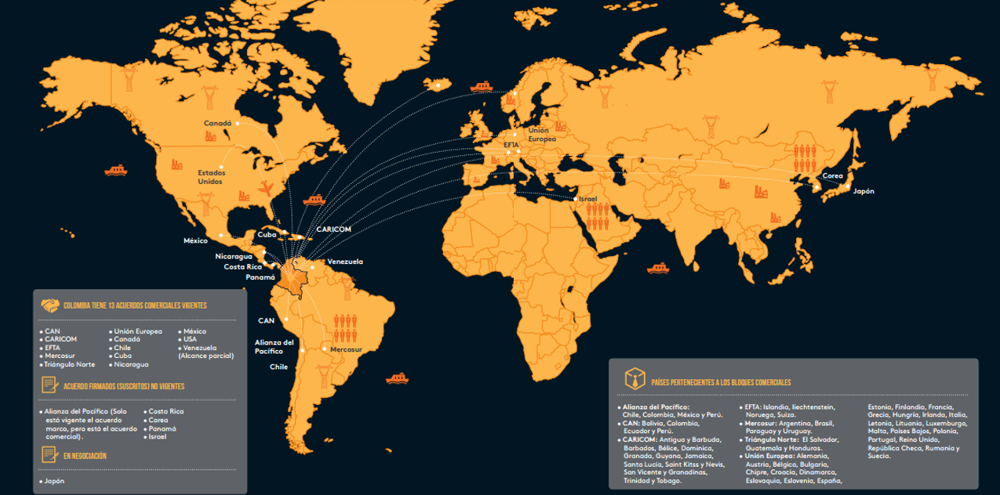 Canadá
Estados
Unidos
México
Cuba
CARICOM
Nicaragua
Costa Rica
Panamá
Venezuela
CAN
Alianza del
Pacífico
Chile
Mercosur
Unión
Europea
EFTA
Israel
Corea
Japón
COLOMBIA TIENE 13 ACUERDOS COMERCIALES VIGENTES
• CAN
• CARICOM
• EFTA
• Mercosur
• Triángulo Norte
• Unión Europea
• Canadá
• Chile
• Cuba
• Nicaragua
• México
• USA
• Venezuela
(Alcance parcial)
ACUERDO FIRMADOS (SUSCRITOS) NO VIGENTES
• Alianza del Pacífico (Solo
está vigente el acuerdo
marco, pero está el acuerdo
comercial).
• Costa Rica
• Corea
• Panamá
• Israel
EN NEGOCIACIÓN
• Japón
PAÍSES PERTENECIENTES A LOS BLOQUES COMERCIALES
• Alianza del Pacífico:
Chile, Colombia, México y Perú.
• CAN: Bolivia, Colombia,
Ecuador y Perú.
• CARICOM: Antigua y Barbuda,
Barbados, Bélice, Dominica,
Granada, Guyana, Jamaica,
Santa Lucía, Saint Kitss y Nevis,
San Vicente y Granadinas,
Trinidad y Tobago.
• EFTA: Islandia, liechtenstein,
Noruega, Suiza.
• Mercosur: Argentina, Brasil,
Paraguay y Uruguay.
• Triángulo Norte: El Salvador,
Guatemala y Honduras.
• Unión Europea: Alemania,
Austria, Bélgica, Bulgaria,
Chipre, Croacia, Dinamarca,
Eslovaquia, Eslovenia, España,
Estonia, Finlandia, Francia,
Grecia, Hungría, Irlanda, Italia,
Letonia, Lituania, Luxemburgo,
Malta, Países Bajos, Polonia,
Portugal, Reino Unido,
República Checa, Rumanía y
Suecia.